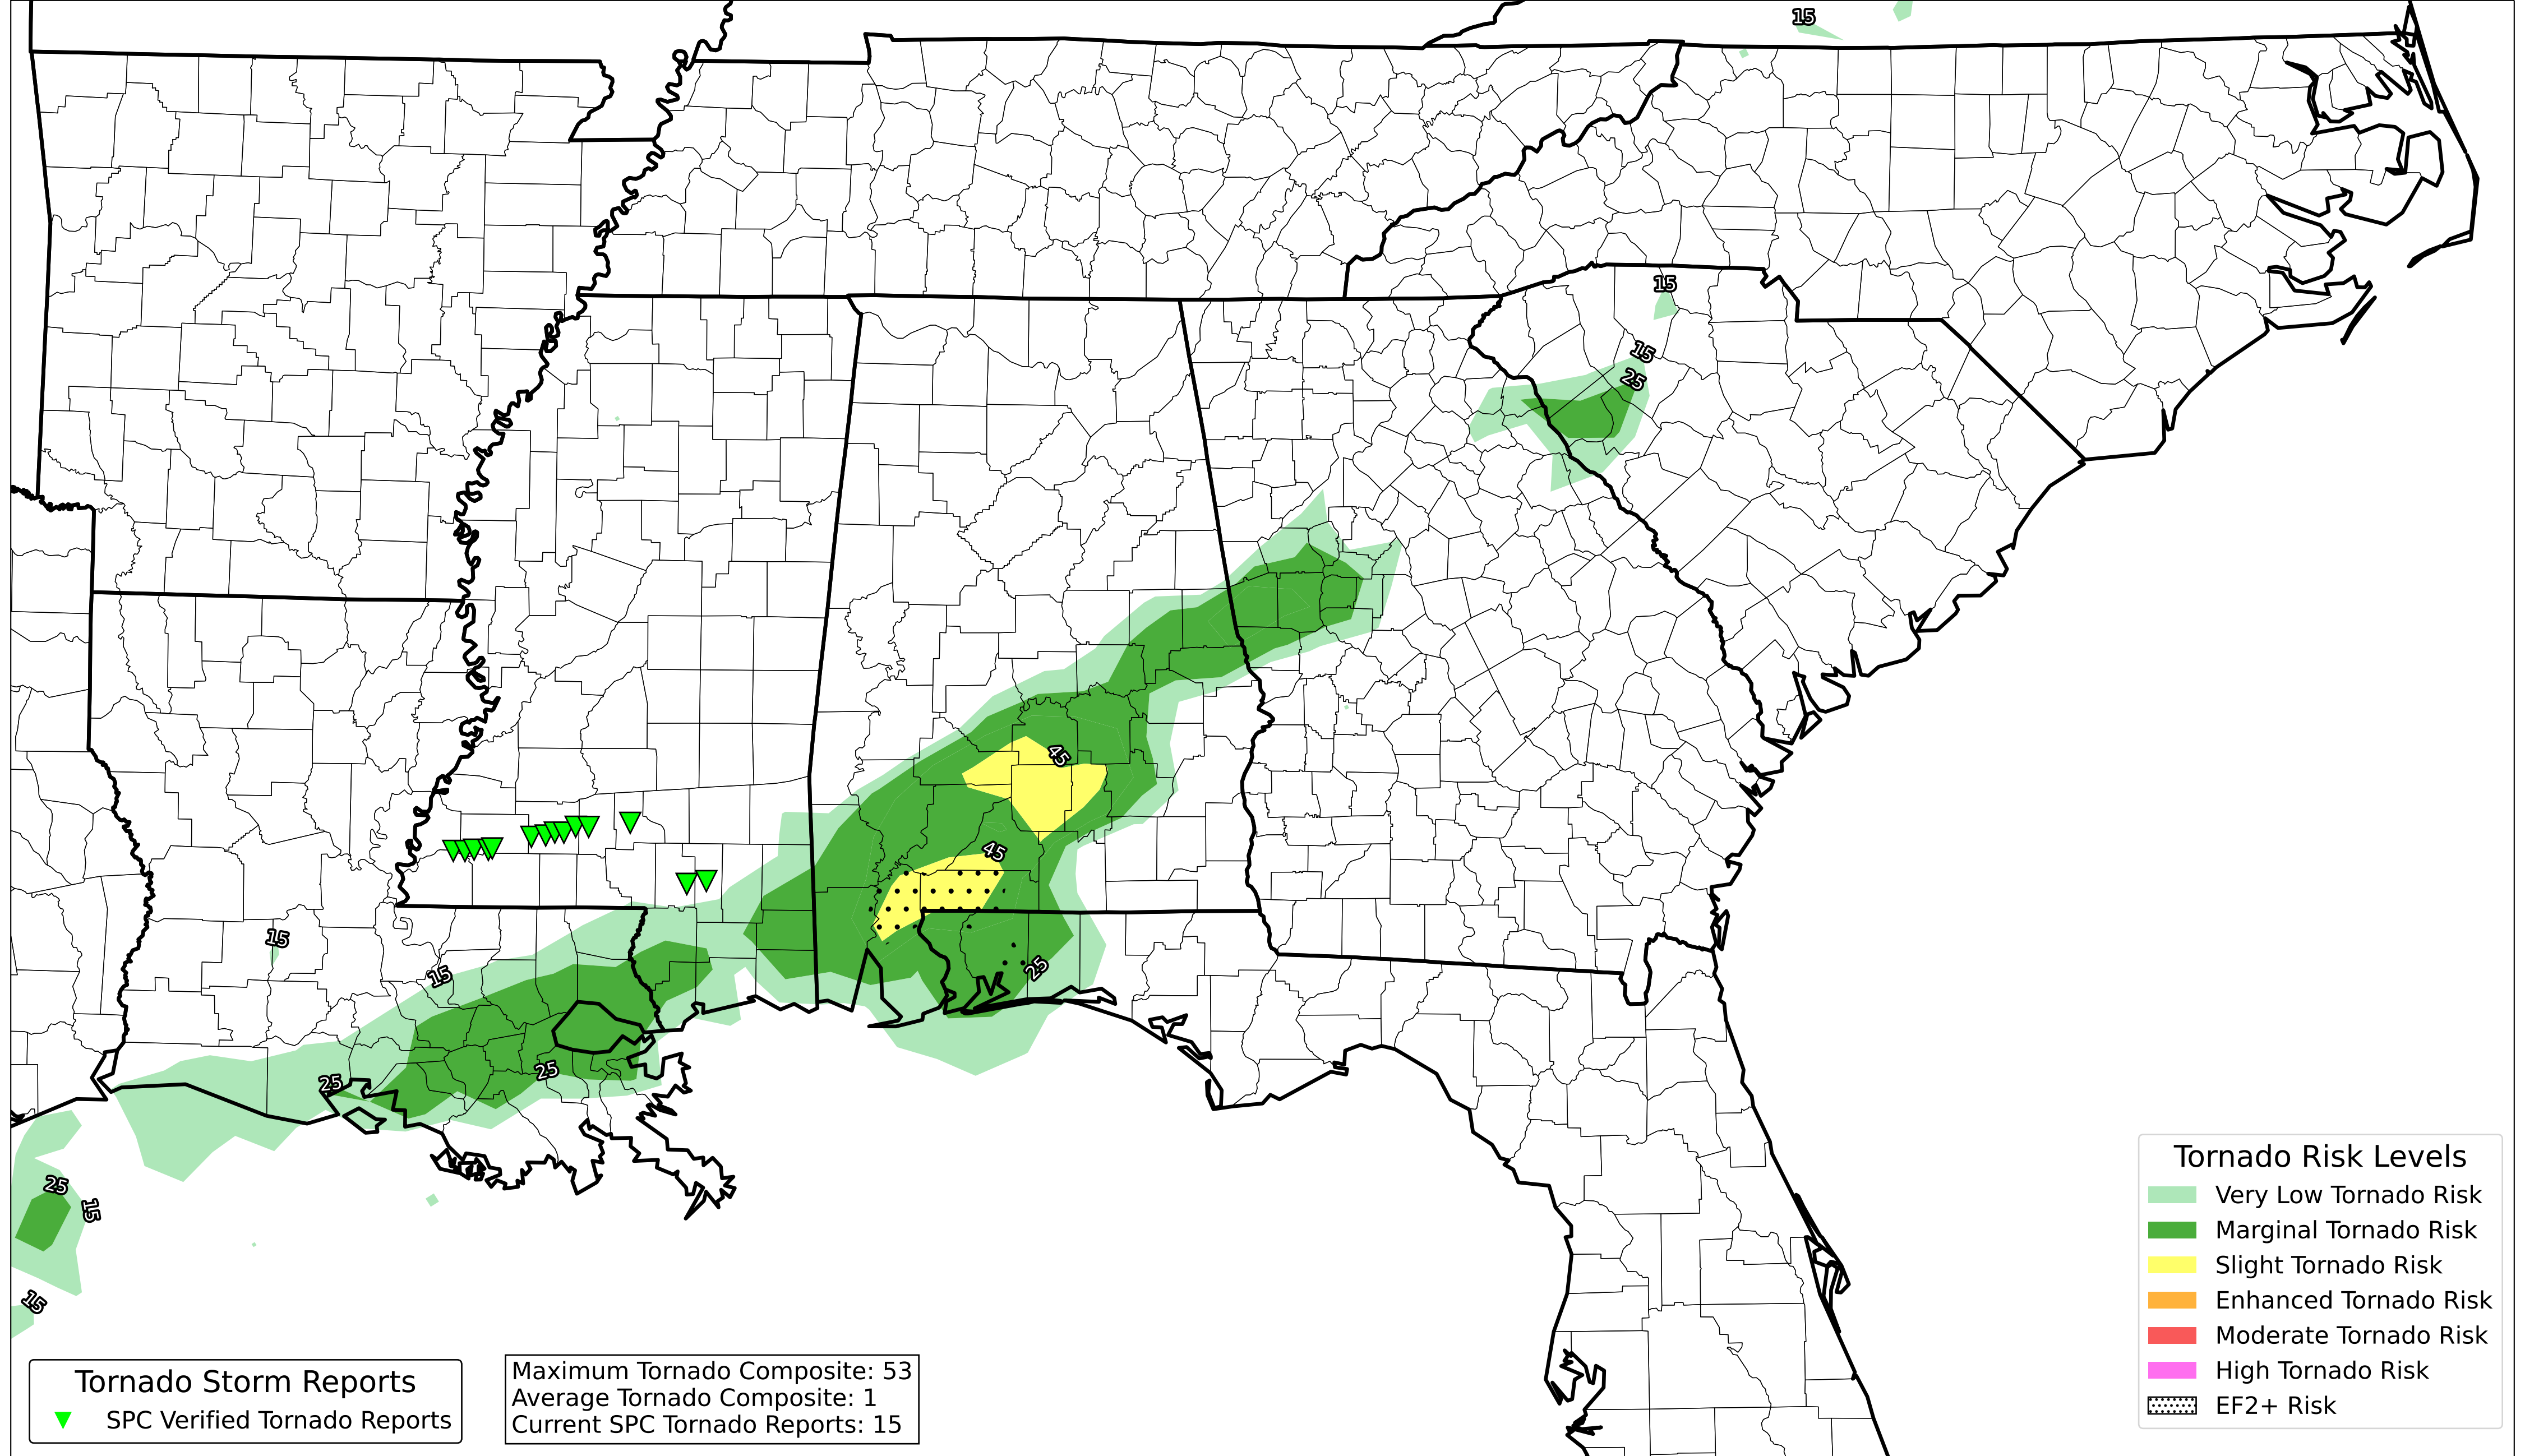 15
15
15
25
45
45
15
15
25
25
25
25
15
15
Tornado Risk Levels
Very Low Tornado Risk
Marginal Tornado Risk
Slight Tornado Risk
Enhanced Tornado Risk
Moderate Tornado Risk
High Tornado Risk
EF2+ Risk
Tornado Storm Reports
SPC Verified Tornado Reports
Maximum Tornado Composite: 53
Average Tornado Composite: 1
Current SPC Tornado Reports: 15